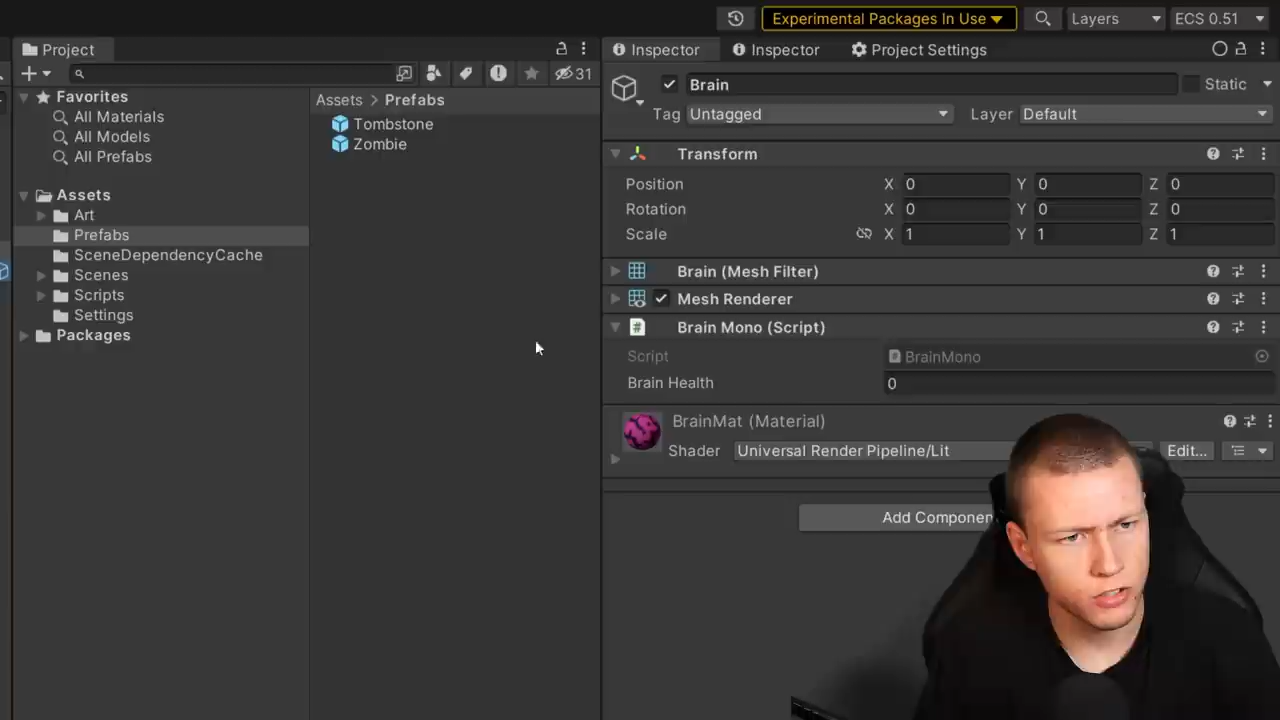 Experimental Packages In Use
Layers
ECS 0.51
Project
Inspector
Inspector
Project Settings
31
Favorites
All Materials
All Models
All Prefabs
Assets
Art
Prefabs
SceneDependencyCache
Scenes
Scripts
Settings
Packages
Assets > Prefabs
Tombstone
Zombie
Brain
Static
Tag Untagged
Layer Default
Transform
Position X 0 Y 0 Z 0
Rotation X 0 Y 0 Z 0
Scale X 1 Y 1 Z 1
Brain (Mesh Filter)
Mesh Renderer
# Brain Mono (Script)
Script # BrainMono
Brain Health 0
BrainMat (Material)
Shader Universal Render Pipeline/Lit Edit...
Add Componen